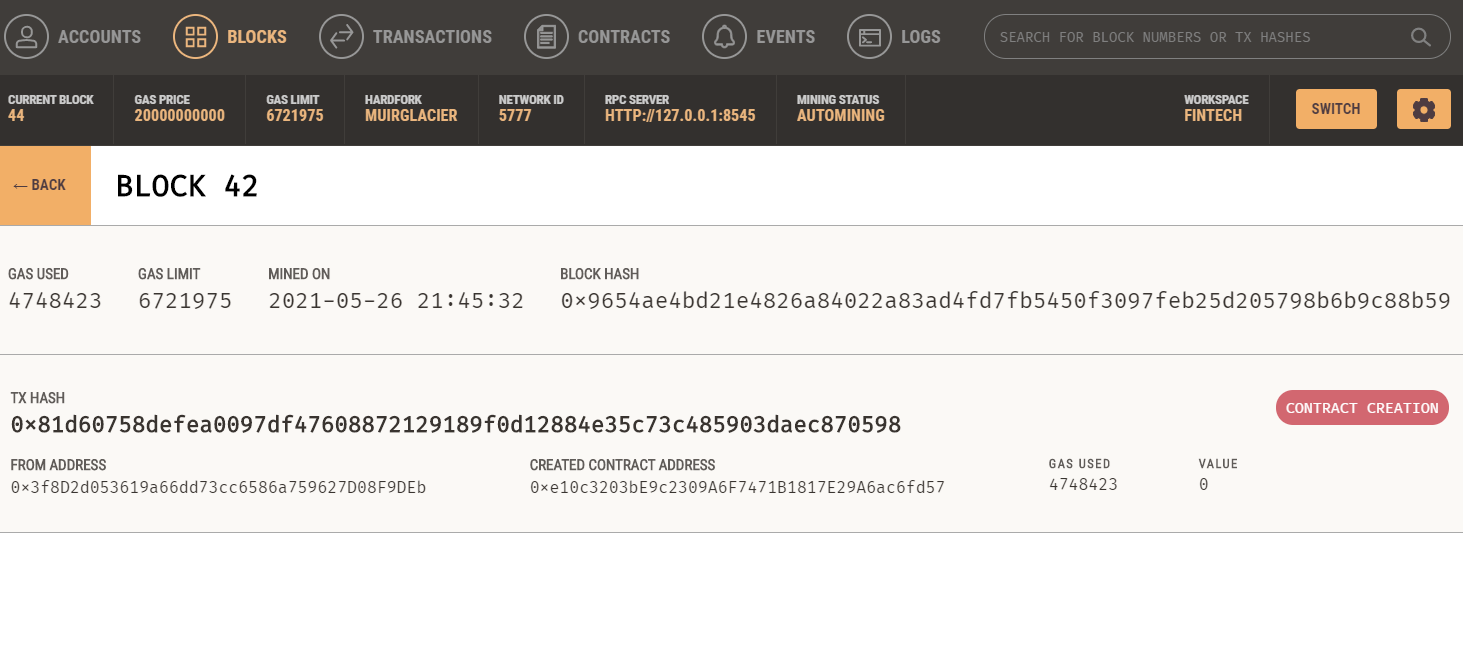 ACCOUNTS BLOCKS TRANSACTIONS CONTRACTS EVENTS LOGS SEARCH FOR BLOCK NUMBERS OR TX HASHES
CURRENT BLOCK GAS PRICE GAS LIMIT HARDFORK NETWORK ID RPC SERVER MINING STATUS WORKSPACE
44 20000000000 6721975 MUIRGLACIER 5777 HTTP://127.0.0.1:8545 AUTOMINING FINTECH SWITCH
← BACK BLOCK 42
GAS USED GAS LIMIT MINED ON BLOCK HASH
4748423 6721975 2021-05-26 21:45:32 0×9654ae4bd21e4826a84022a83ad4fd7fb5450f3097feb25d205798b6b9c88b59
TX HASH
0×81d60758defea0097df47608872129189f0d12884e35c73c485903daec870598 CONTRACT CREATION
FROM ADDRESS CREATED CONTRACT ADDRESS GAS USED VALUE
0×3f8D2d053619a66dd73cc6586a759627D08F9DEb 0×e10c3203bE9c2309A6F7471B1817E29A6ac6fd57 4748423 0